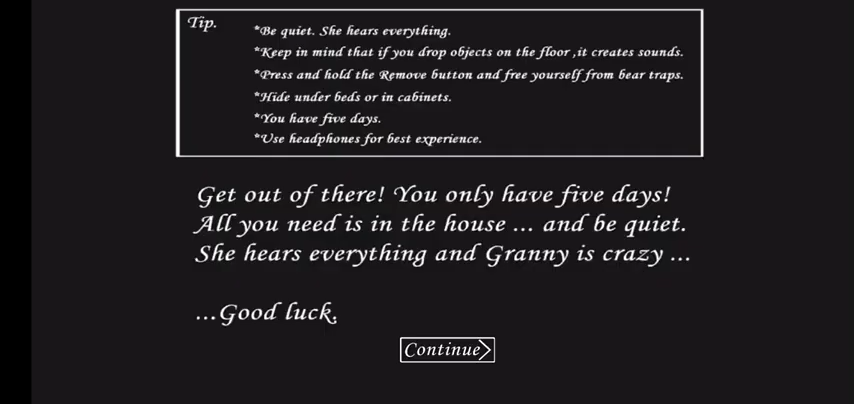 Tip.
*Be quiet. She hears everything.
*Keep in mind that if you drop objects on the floor ,it creates sounds.
*Press and hold the Remove button and free yourself from bear traps.
*Hide under beds or in cabinets.
*You have five days.
*Use headphones for best experience.
Get out of there! You only have five days!
All you need is in the house ... and be quiet.
She hears everything and Granny is crazy ...
...Good luck.
Continue